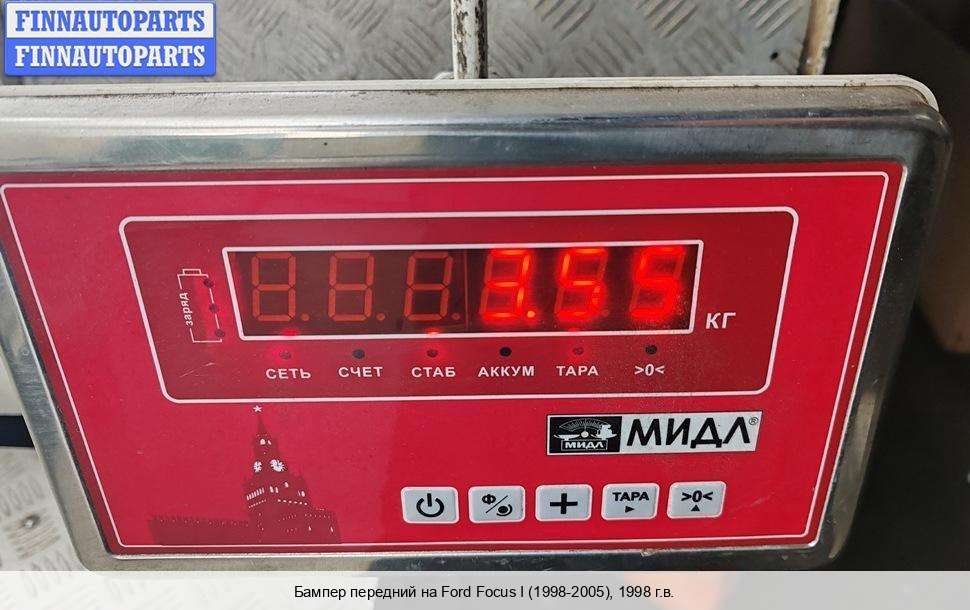 FINNAUTOPARTS
FINNAUTOPARTS
заряд
3.55
КГ
СЕТЬ СЧЕТ СТАБ АККУМ ТАРА >0<
МИДЛ МИДЛ®
Ф ТАРА >0<
Бампер передний на Ford Focus I (1998-2005), 1998 г.в.